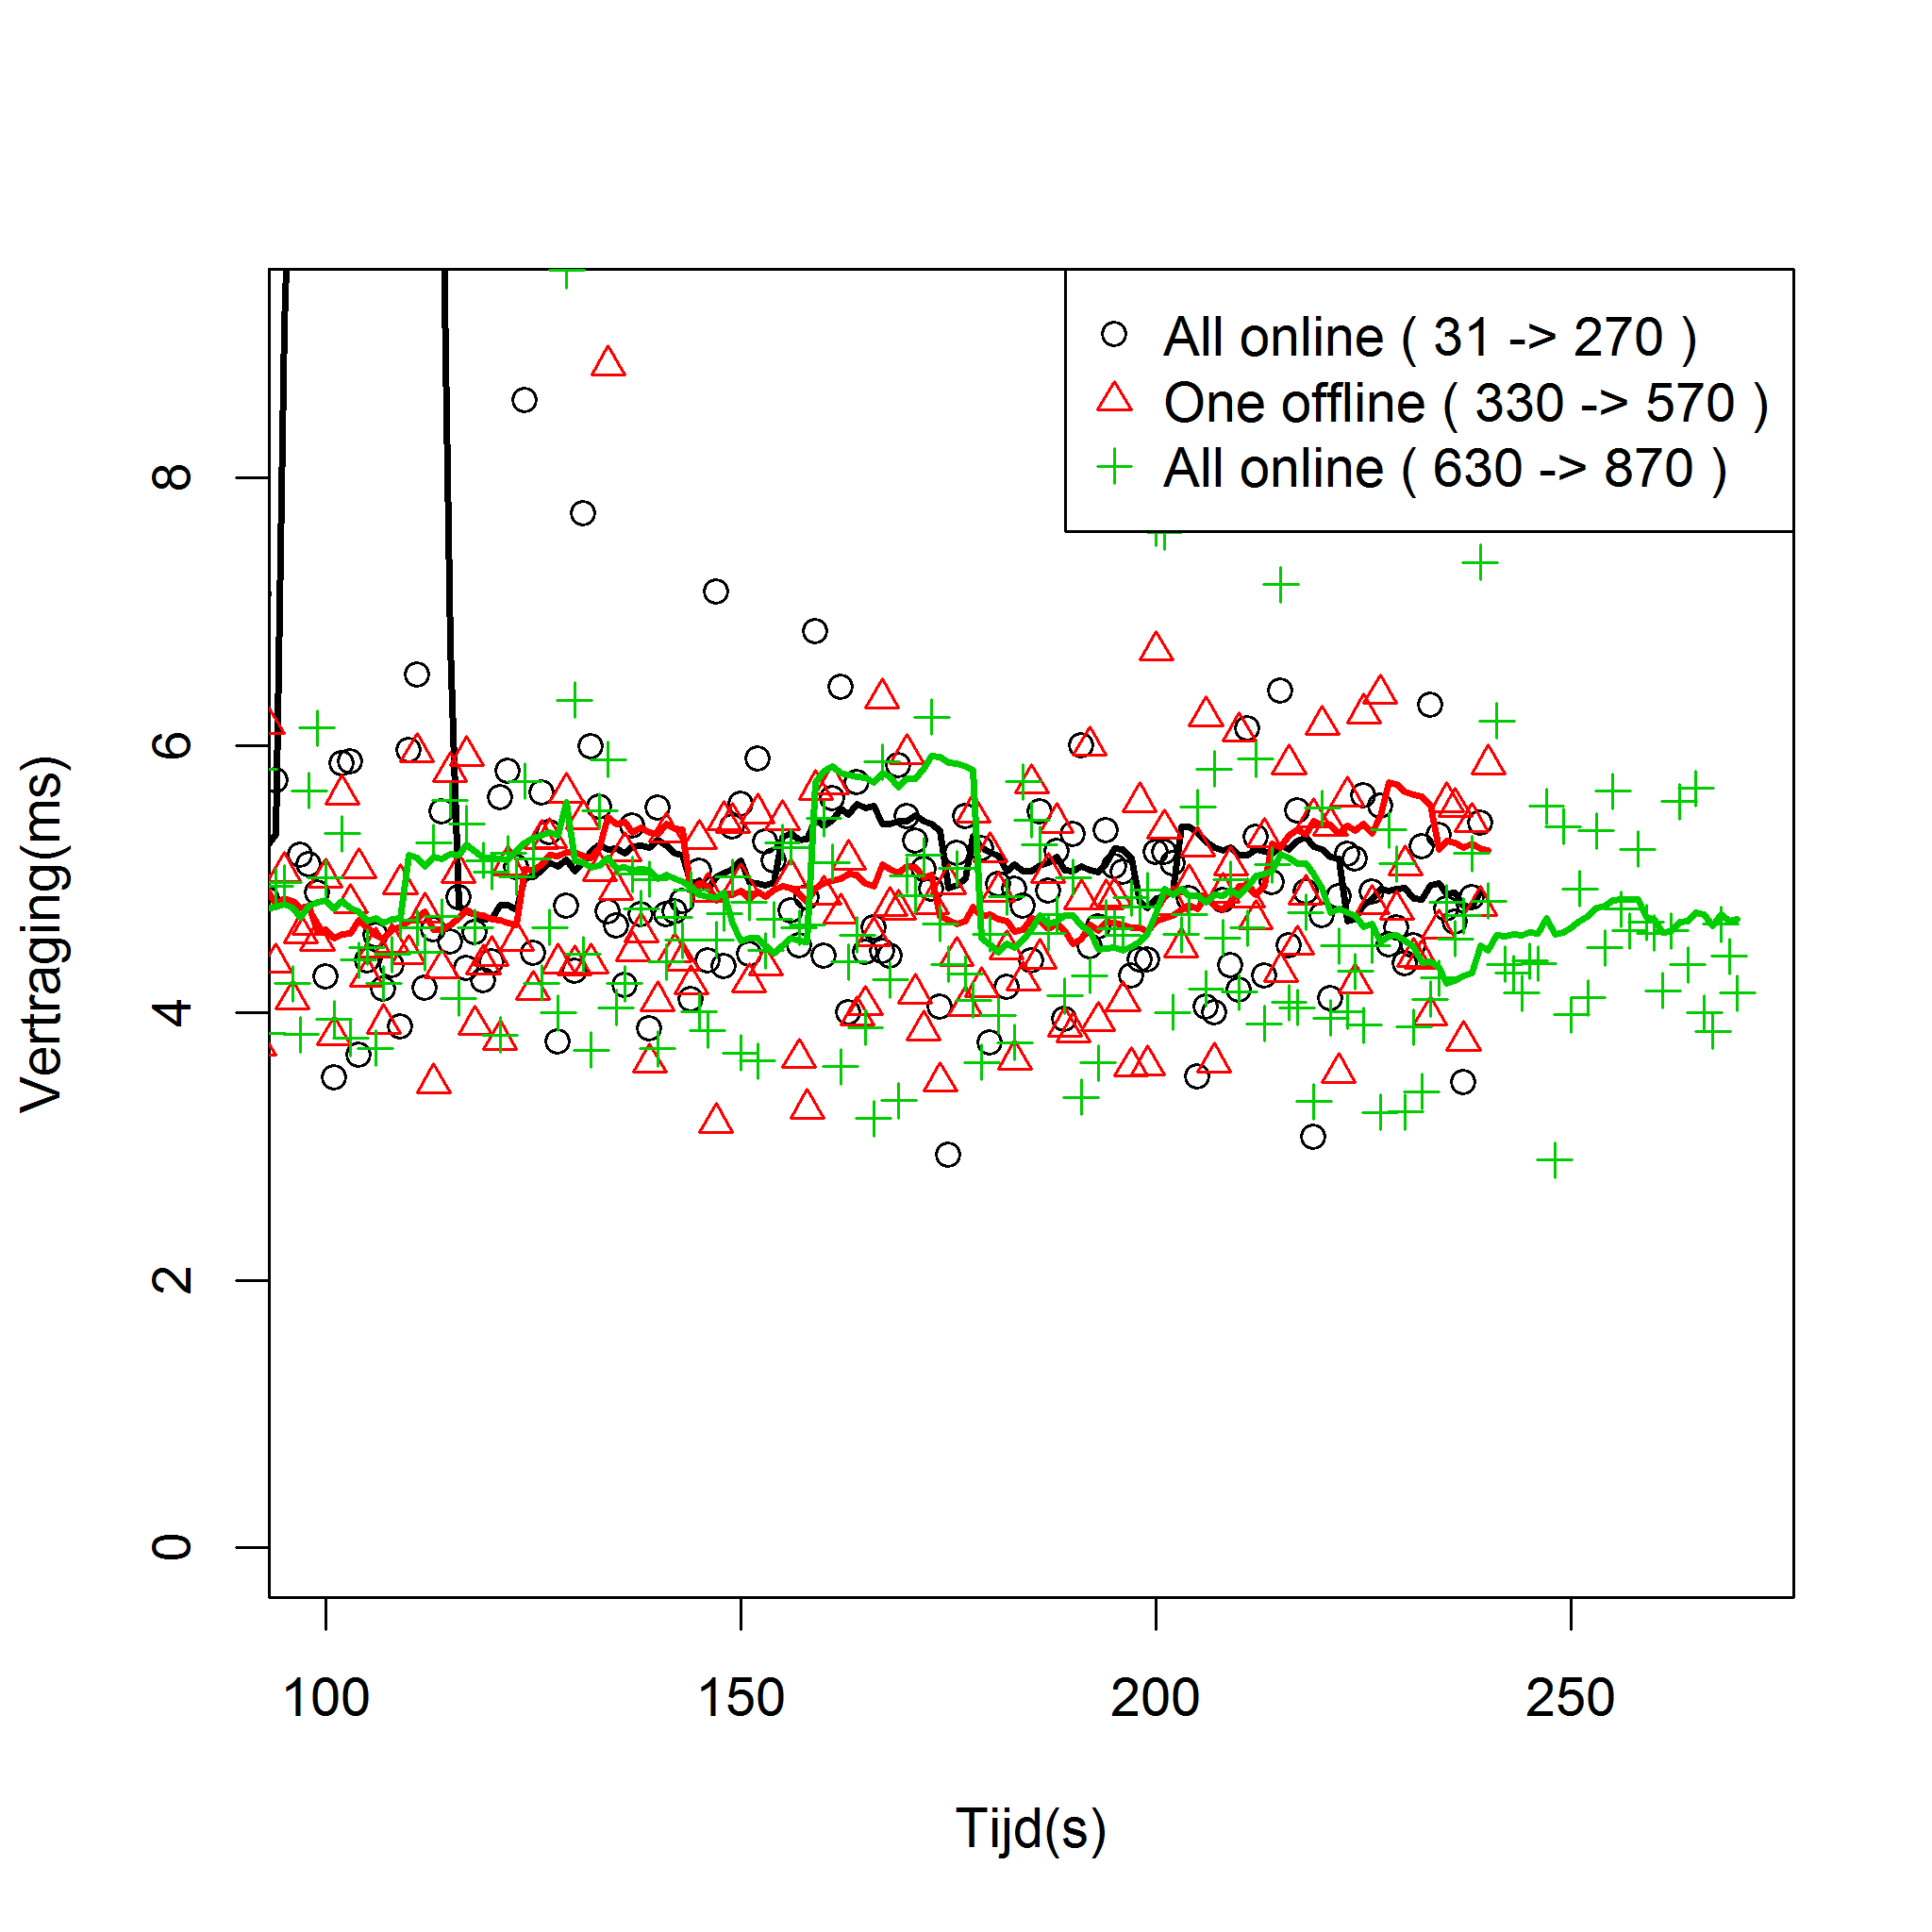 All online ( 31 -> 270 )
One offline ( 330 -> 570 )
All online ( 630 -> 870 )
Vertraging(ms)
8
6
4
2
0
100 150 200 250
Tijd(s)